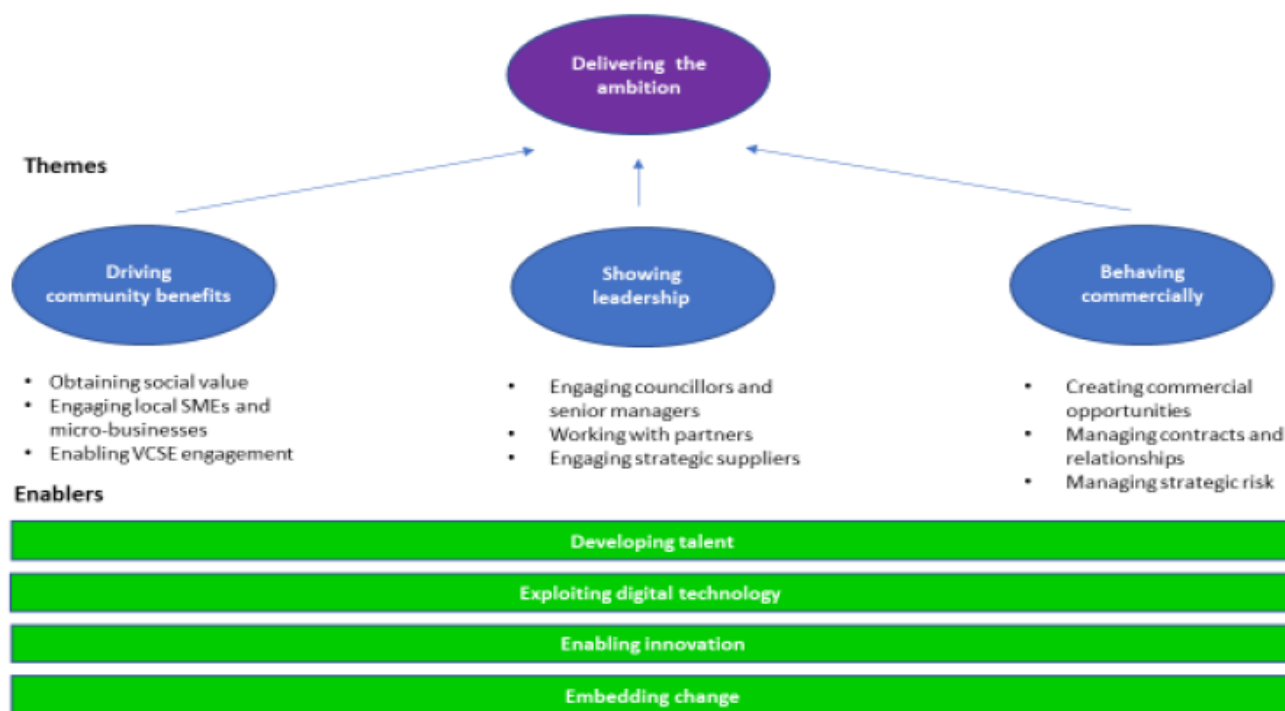 Delivering the
ambition
Themes
Driving
community benefits
Showing
leadership
Behaving
commercially
• Obtaining social value
• Engaging local SMEs and
micro-businesses
• Enabling VCSE engagement
• Engaging councillors and
senior managers
• Working with partners
• Engaging strategic suppliers
• Creating commercial
opportunities
• Managing contracts and
relationships
• Managing strategic risk
Enablers
Developing talent
Exploiting digital technology
Enabling innovation
Embedding change